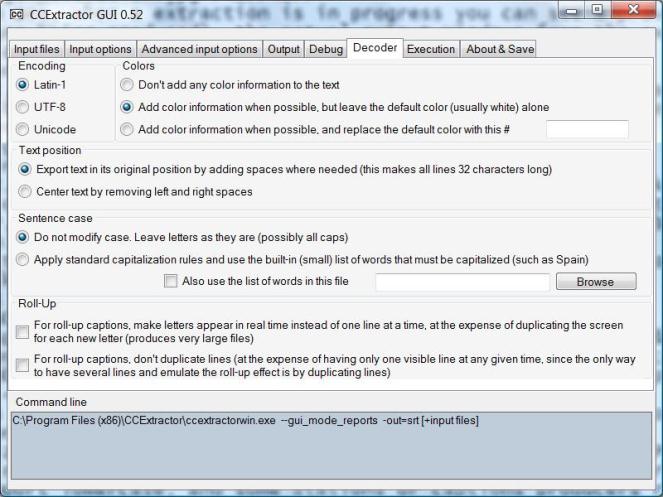 extraction is in progress you can s
CCExtractor GUI 0.52
Input files Input options Advanced input options Output Debug Decoder Execution About & Save
Encoding Colors
Latin-1 Don't add any color information to the text
UTF-8 Add color information when possible, but leave the default color (usually white) alone
Unicode Add color information when possible, and replace the default color with this #
Text position
Export text in its original position by adding spaces where needed (this makes all lines 32 characters long)
Center text by removing left and right spaces
Sentence case
Do not modify case. Leave letters as they are (possibly all caps)
Apply standard capitalization rules and use the built-in (small) list of words that must be capitalized (such as Spain)
Also use the list of words in this file Browse
Roll-Up
For roll-up captions, make letters appear in real time instead of one line at a time, at the expense of duplicating the screen
for each new letter (produces very large files)
For roll-up captions, don't duplicate lines (at the expense of having only one visible line at any given time, since the only way
to have several lines and emulate the roll-up effect is by duplicating lines)
Command line
C:\Program Files (x86)\CCExtractor\ccextractorwin.exe --gui_mode_reports -out=srt [+input files]